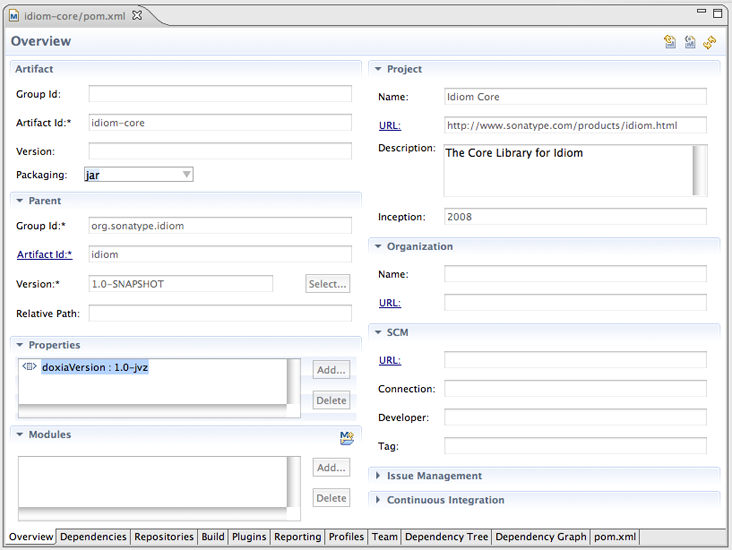 idiom-core/pom.xml
Overview
Artifact
Group Id:
Artifact Id:* idiom-core
Version:
Packaging: jar
Parent
Group Id:* org.sonatype.idiom
Artifact Id:* idiom
Version:* 1.0-SNAPSHOT Select...
Relative Path:
Properties
doxiaVersion : 1.0-jvz Add...
Delete
Modules
Add...
Delete
Project
Name: Idiom Core
URL: http://www.sonatype.com/products/idiom.html
Description: The Core Library for Idiom
Inception: 2008
Organization
Name:
URL:
SCM
URL:
Connection:
Developer:
Tag:
Issue Management
Continuous Integration
Overview Dependencies Repositories Build Plugins Reporting Profiles Team Dependency Tree Dependency Graph pom.xml